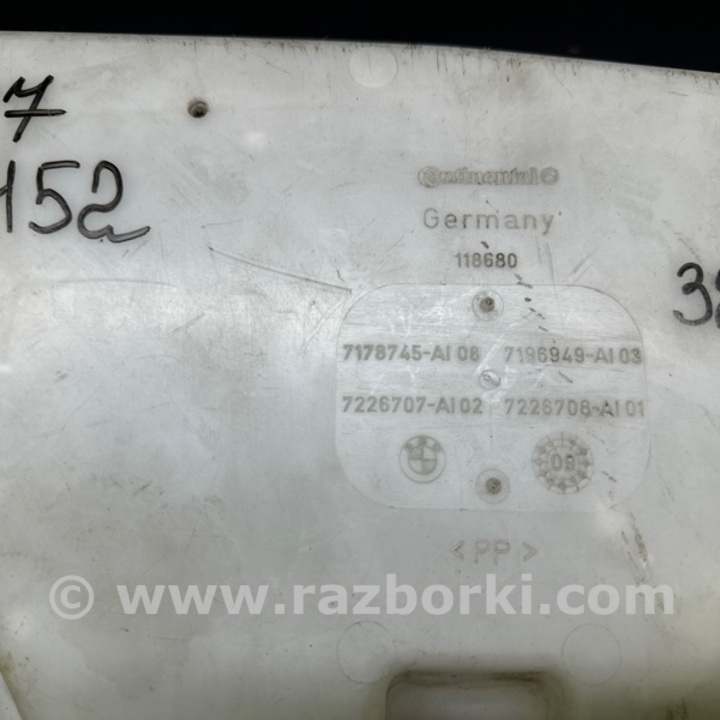 7
152
Continental
Germany
118680
38
7178745-AI 08 7196949-AI 03
7226707-AI 02 7226708-AI 01
09
<PP>
© www.razborki.com